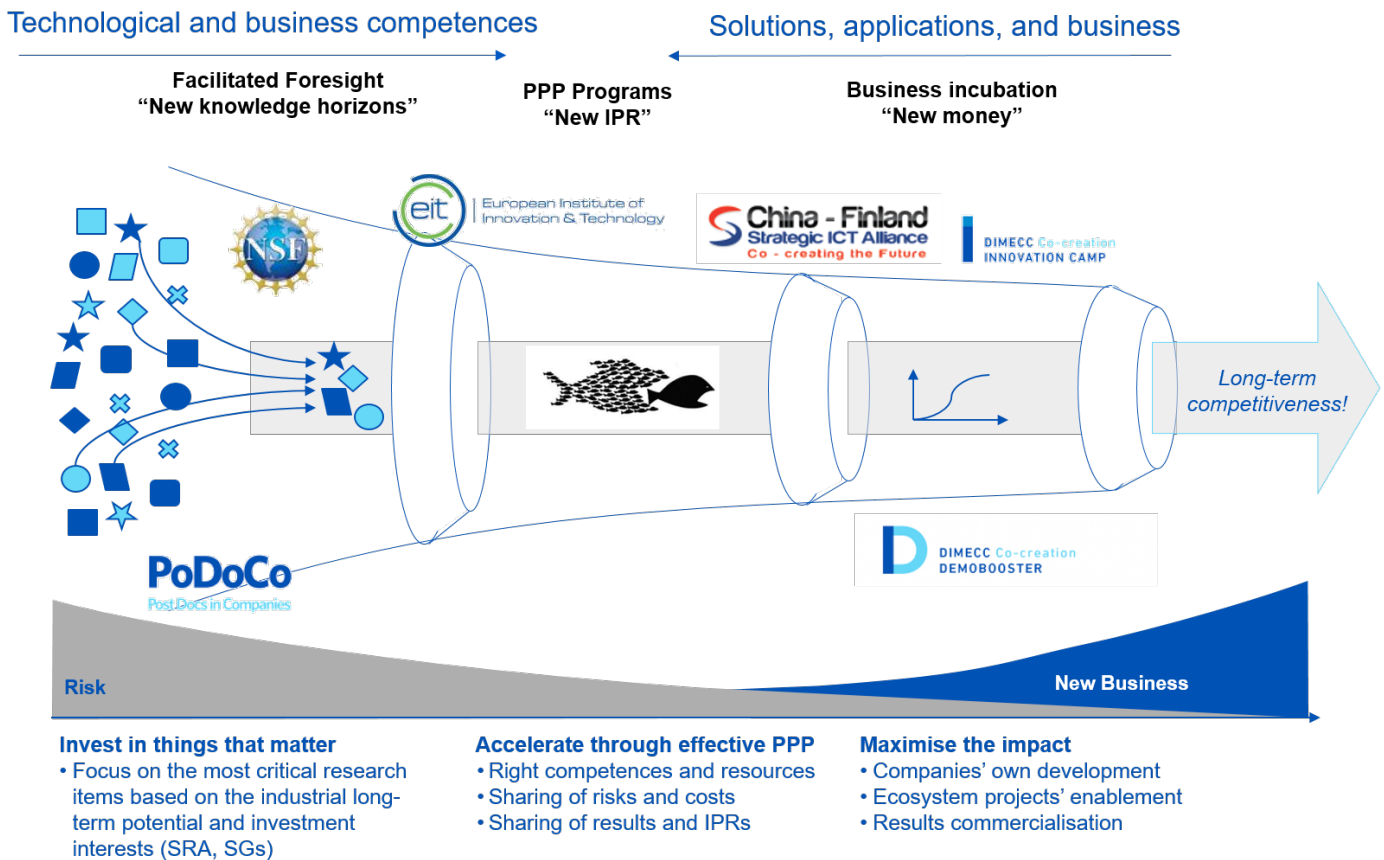 Technological and business competences
Solutions, applications, and business
Facilitated Foresight
“New knowledge horizons”
PPP Programs
“New IPR”
Business incubation
“New money”
NSF
eit
European Institute of
Innovation & Technology
China - Finland
Strategic ICT Alliance
Co - creating the Future
DIMECC Co-creation
INNOVATION CAMP
Long-term
competitiveness!
PoDoCo
Post Docs in Companies
DIMECC Co-creation
DEMOBOOSTER
Risk
New Business
Invest in things that matter
• Focus on the most critical research
items based on the industrial long-
term potential and investment
interests (SRA, SGs)
Accelerate through effective PPP
• Right competences and resources
• Sharing of risks and costs
• Sharing of results and IPRs
Maximise the impact
• Companies’ own development
• Ecosystem projects’ enablement
• Results commercialisation